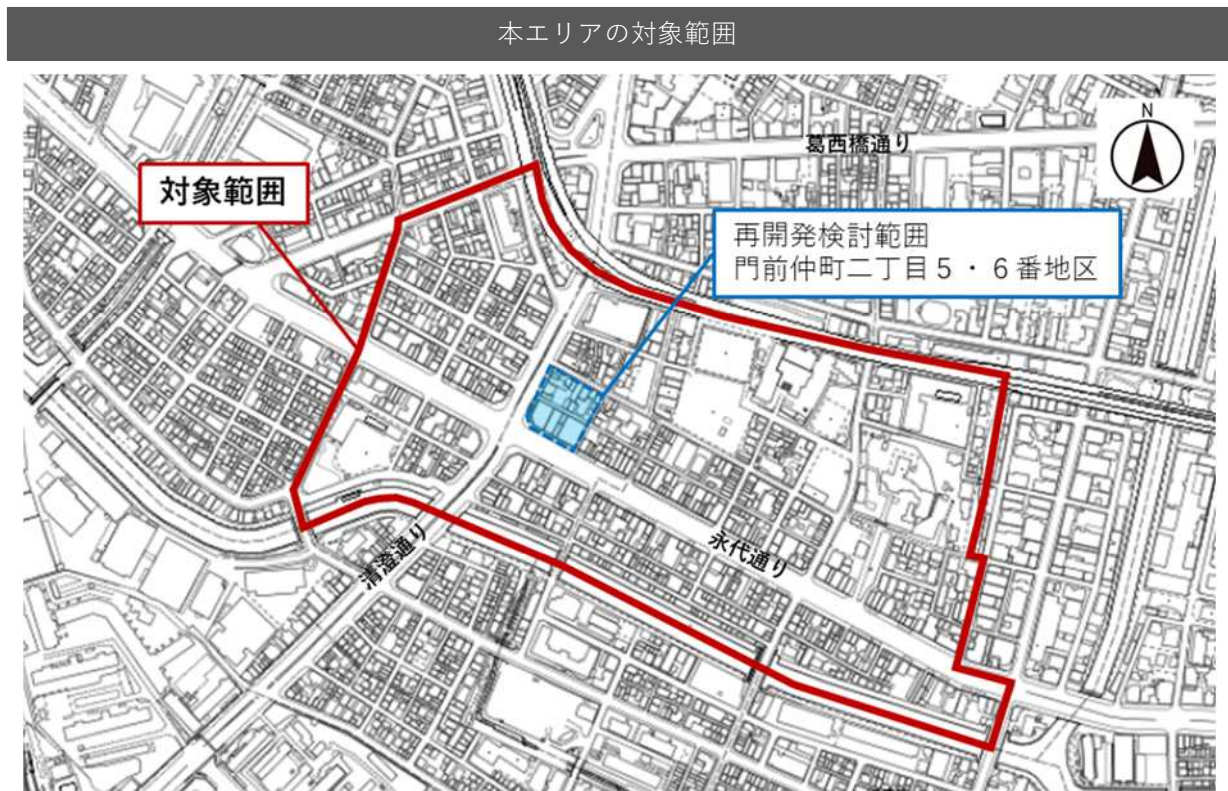 本エリアの対象範囲
N
葛西橋通り
対象範囲
再開発検討範囲
門前仲町二丁目5・6番地区
永代通り
清澄通り